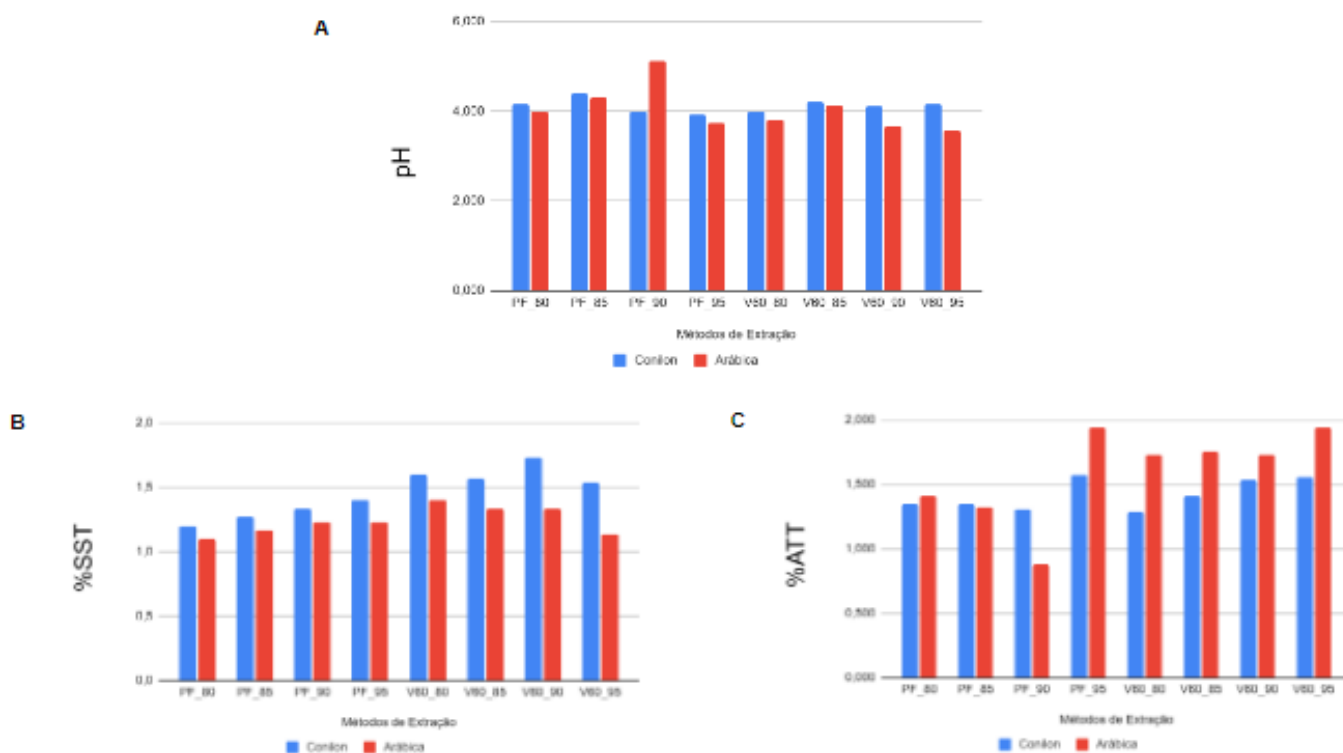 A
6,000
4,000
2,000
0,000
pH
PF_80 PF_85 PF_90 PF_95 V60_80 V60_85 V60_90 V60_95
Métodos de Extração
Conilon Arábica
B
2,0
1,5
1,0
0,5
0,0
%SST
PF_80 PF_85 PF_90 PF_95 V60_80 V60_85 V60_90 V60_95
Métodos de Extração
Conilon Arábica
C
2,000
1,500
1,000
0,500
0,000
%ATT
PF_80 PF_85 PF_90 PF_95 V60_80 V60_85 V60_90 V60_95
Métodos de Extração
Conilon Arábica